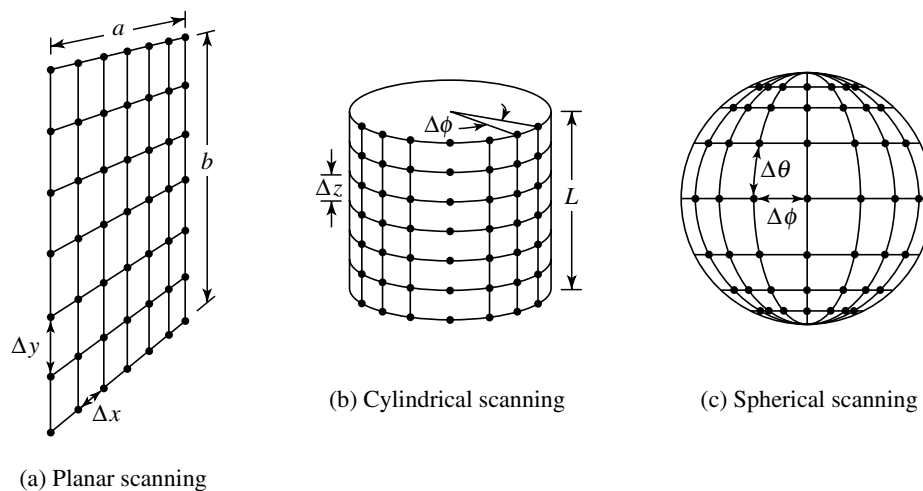 a
b
Δy
Δx
(a) Planar scanning
Δϕ
Δz
L
(b) Cylindrical scanning
Δθ
Δϕ
(c) Spherical scanning